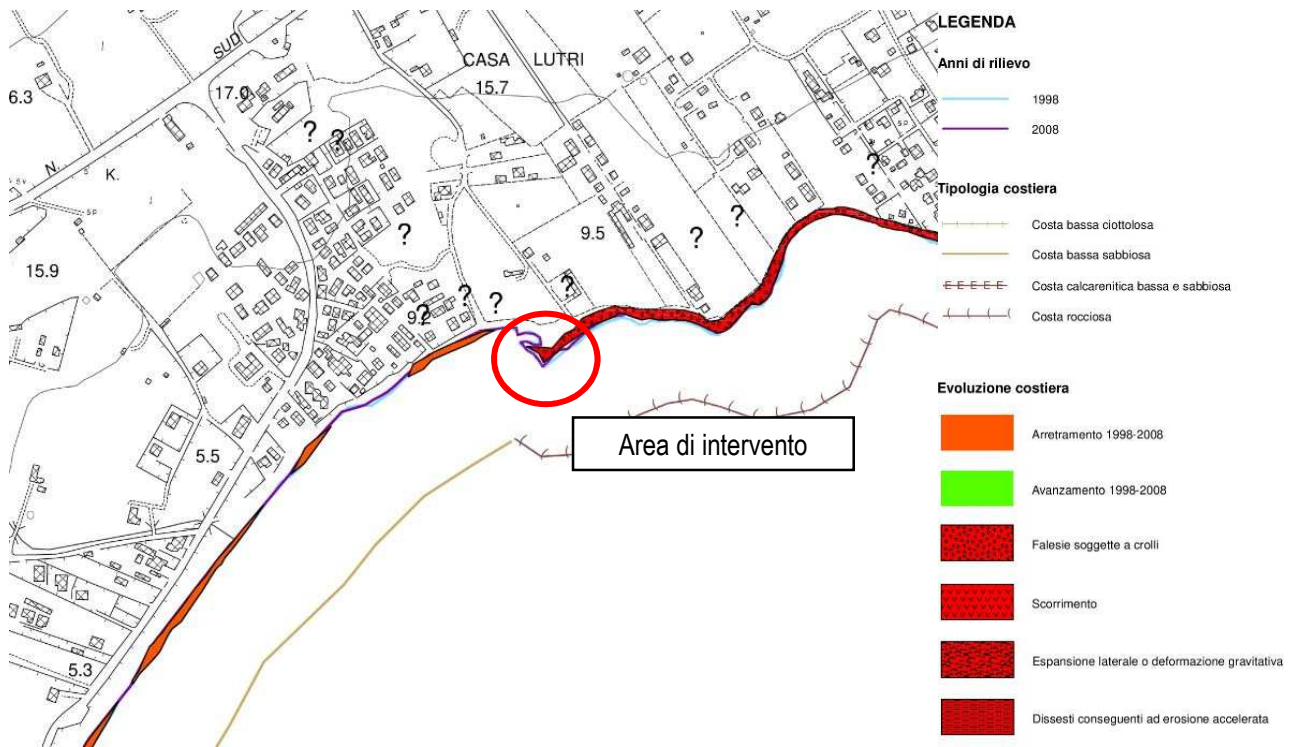 SUD
CASA LUTRI
15.7
17.0
6.3
N.
K.
S.P.
?
?
?
?
?
?
?
?
?
?
15.9
9.5
5.5
5.3
Area di intervento
LEGENDA
Anni di rilievo
1998
2008
Tipologia costiera
Costa bassa ciottolosa
Costa bassa sabbiosa
Costa calcarenitica bassa e sabbiosa
Costa rocciosa
Evoluzione costiera
Arretramento 1998-2008
Avanzamento 1998-2008
Falesie soggette a crolli
Scorrimento
Espansione laterale o deformazione gravitativa
Dissesti conseguenti ad erosione accelerata